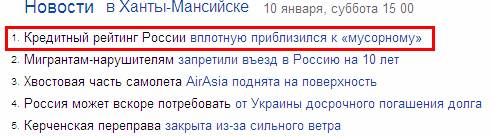 Новости в Ханты-Мансийске 10 января, суббота 15 00
1. Кредитный рейтинг России вплотную приблизился к «мусорному»
2. Мигрантам-нарушителям запретили въезд в Россию на 10 лет
3. Хвостовая часть самолета AirAsia поднята на поверхность
4. Россия может вскоре потребовать от Украины досрочного погашения долга
5. Керченская переправа закрыта из-за сильного ветра